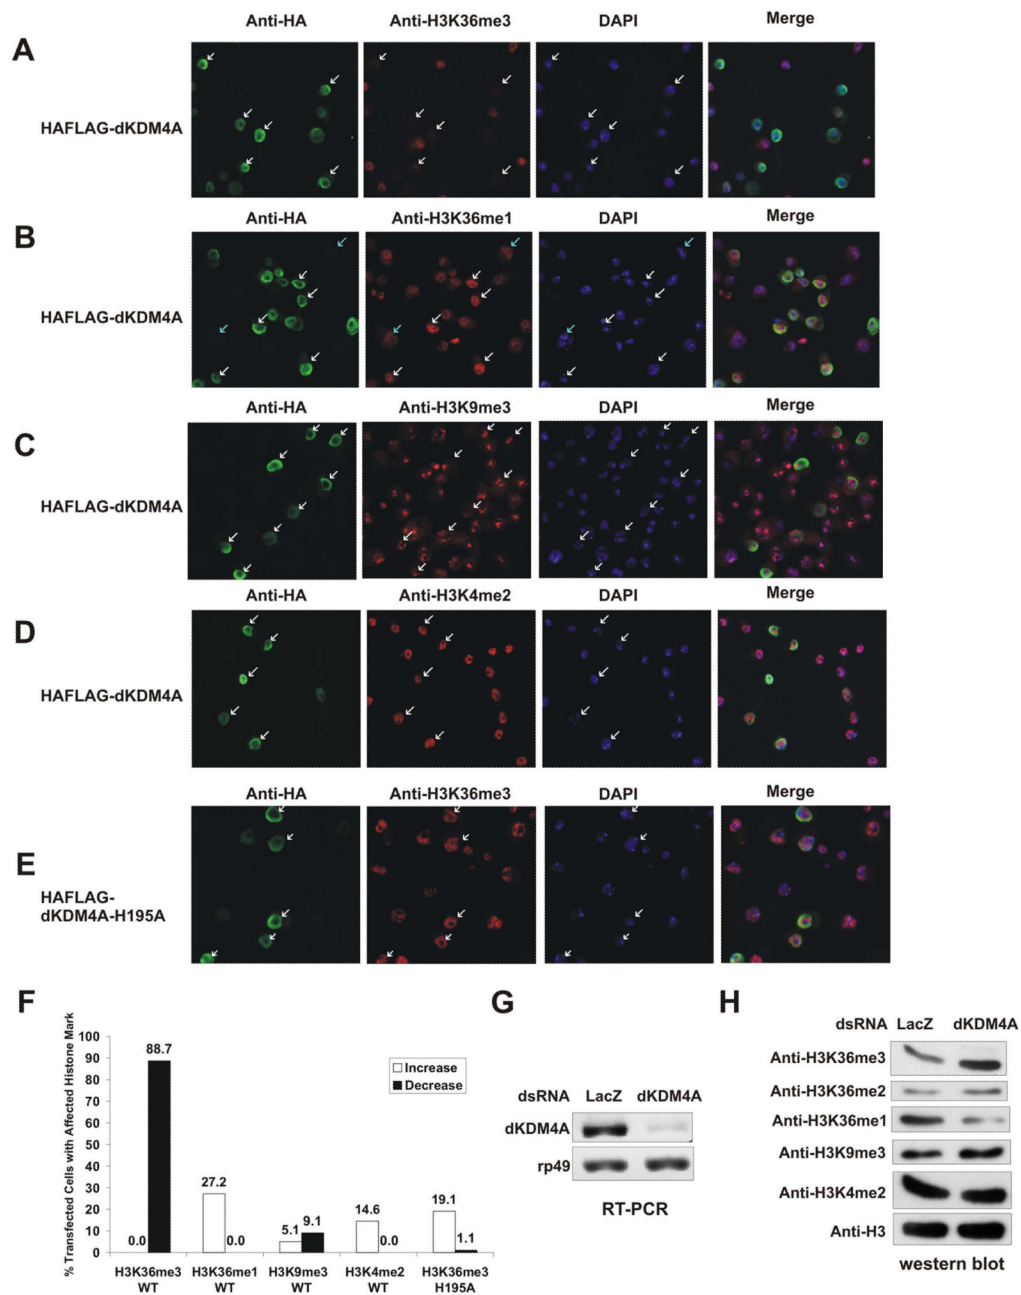 Anti-HA Anti-H3K36me3 DAPI Merge
A
HAFLAG-dKDM4A
Anti-HA Anti-H3K36me1 DAPI Merge
B
HAFLAG-dKDM4A
Anti-HA Anti-H3K9me3 DAPI Merge
C
HAFLAG-dKDM4A
Anti-HA Anti-H3K4me2 DAPI Merge
D
HAFLAG-dKDM4A
Anti-HA Anti-H3K36me3 DAPI Merge
E
HAFLAG-
dKDM4A-H195A
F
% Transfected Cells with Affected Histone Mark
100
90
80
70
60
50
40
30
20
10
0
Increase
Decrease
0.0 88.7 27.2 0.0 5.1 9.1 14.6 0.0 19.1 1.1
H3K36me3 H3K36me1 H3K9me3 H3K4me2 H3K36me3
WT WT WT WT H195A
G
dsRNA LacZ dKDM4A
dKDM4A
rp49
RT-PCR
H
dsRNA LacZ dKDM4A
Anti-H3K36me3
Anti-H3K36me2
Anti-H3K36me1
Anti-H3K9me3
Anti-H3K4me2
Anti-H3
western blot